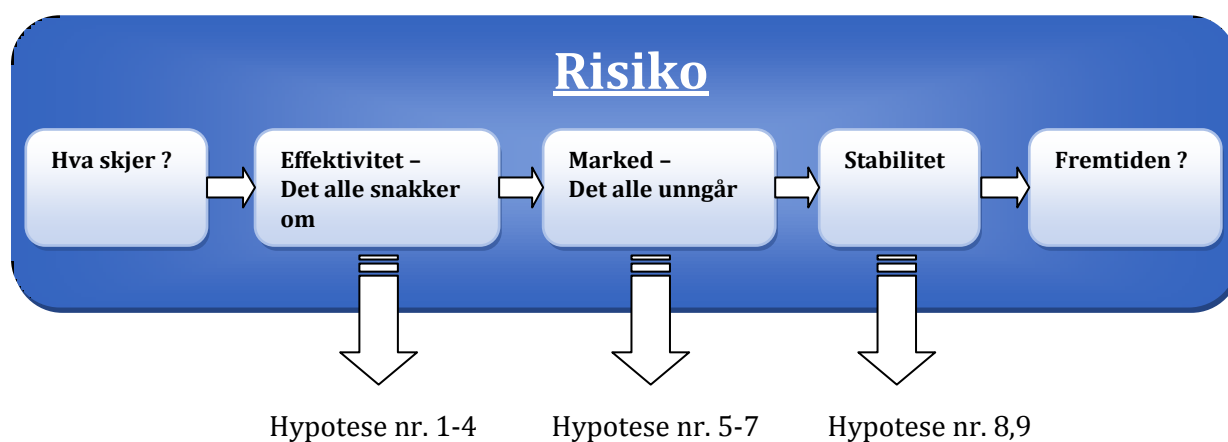 Risiko
Hva skjer ?
Effektivitet –
Det alle snakker
om
Marked –
Det alle unngår
Stabilitet
Fremtiden ?
Hypotese nr. 1-4
Hypotese nr. 5-7
Hypotese nr. 8,9